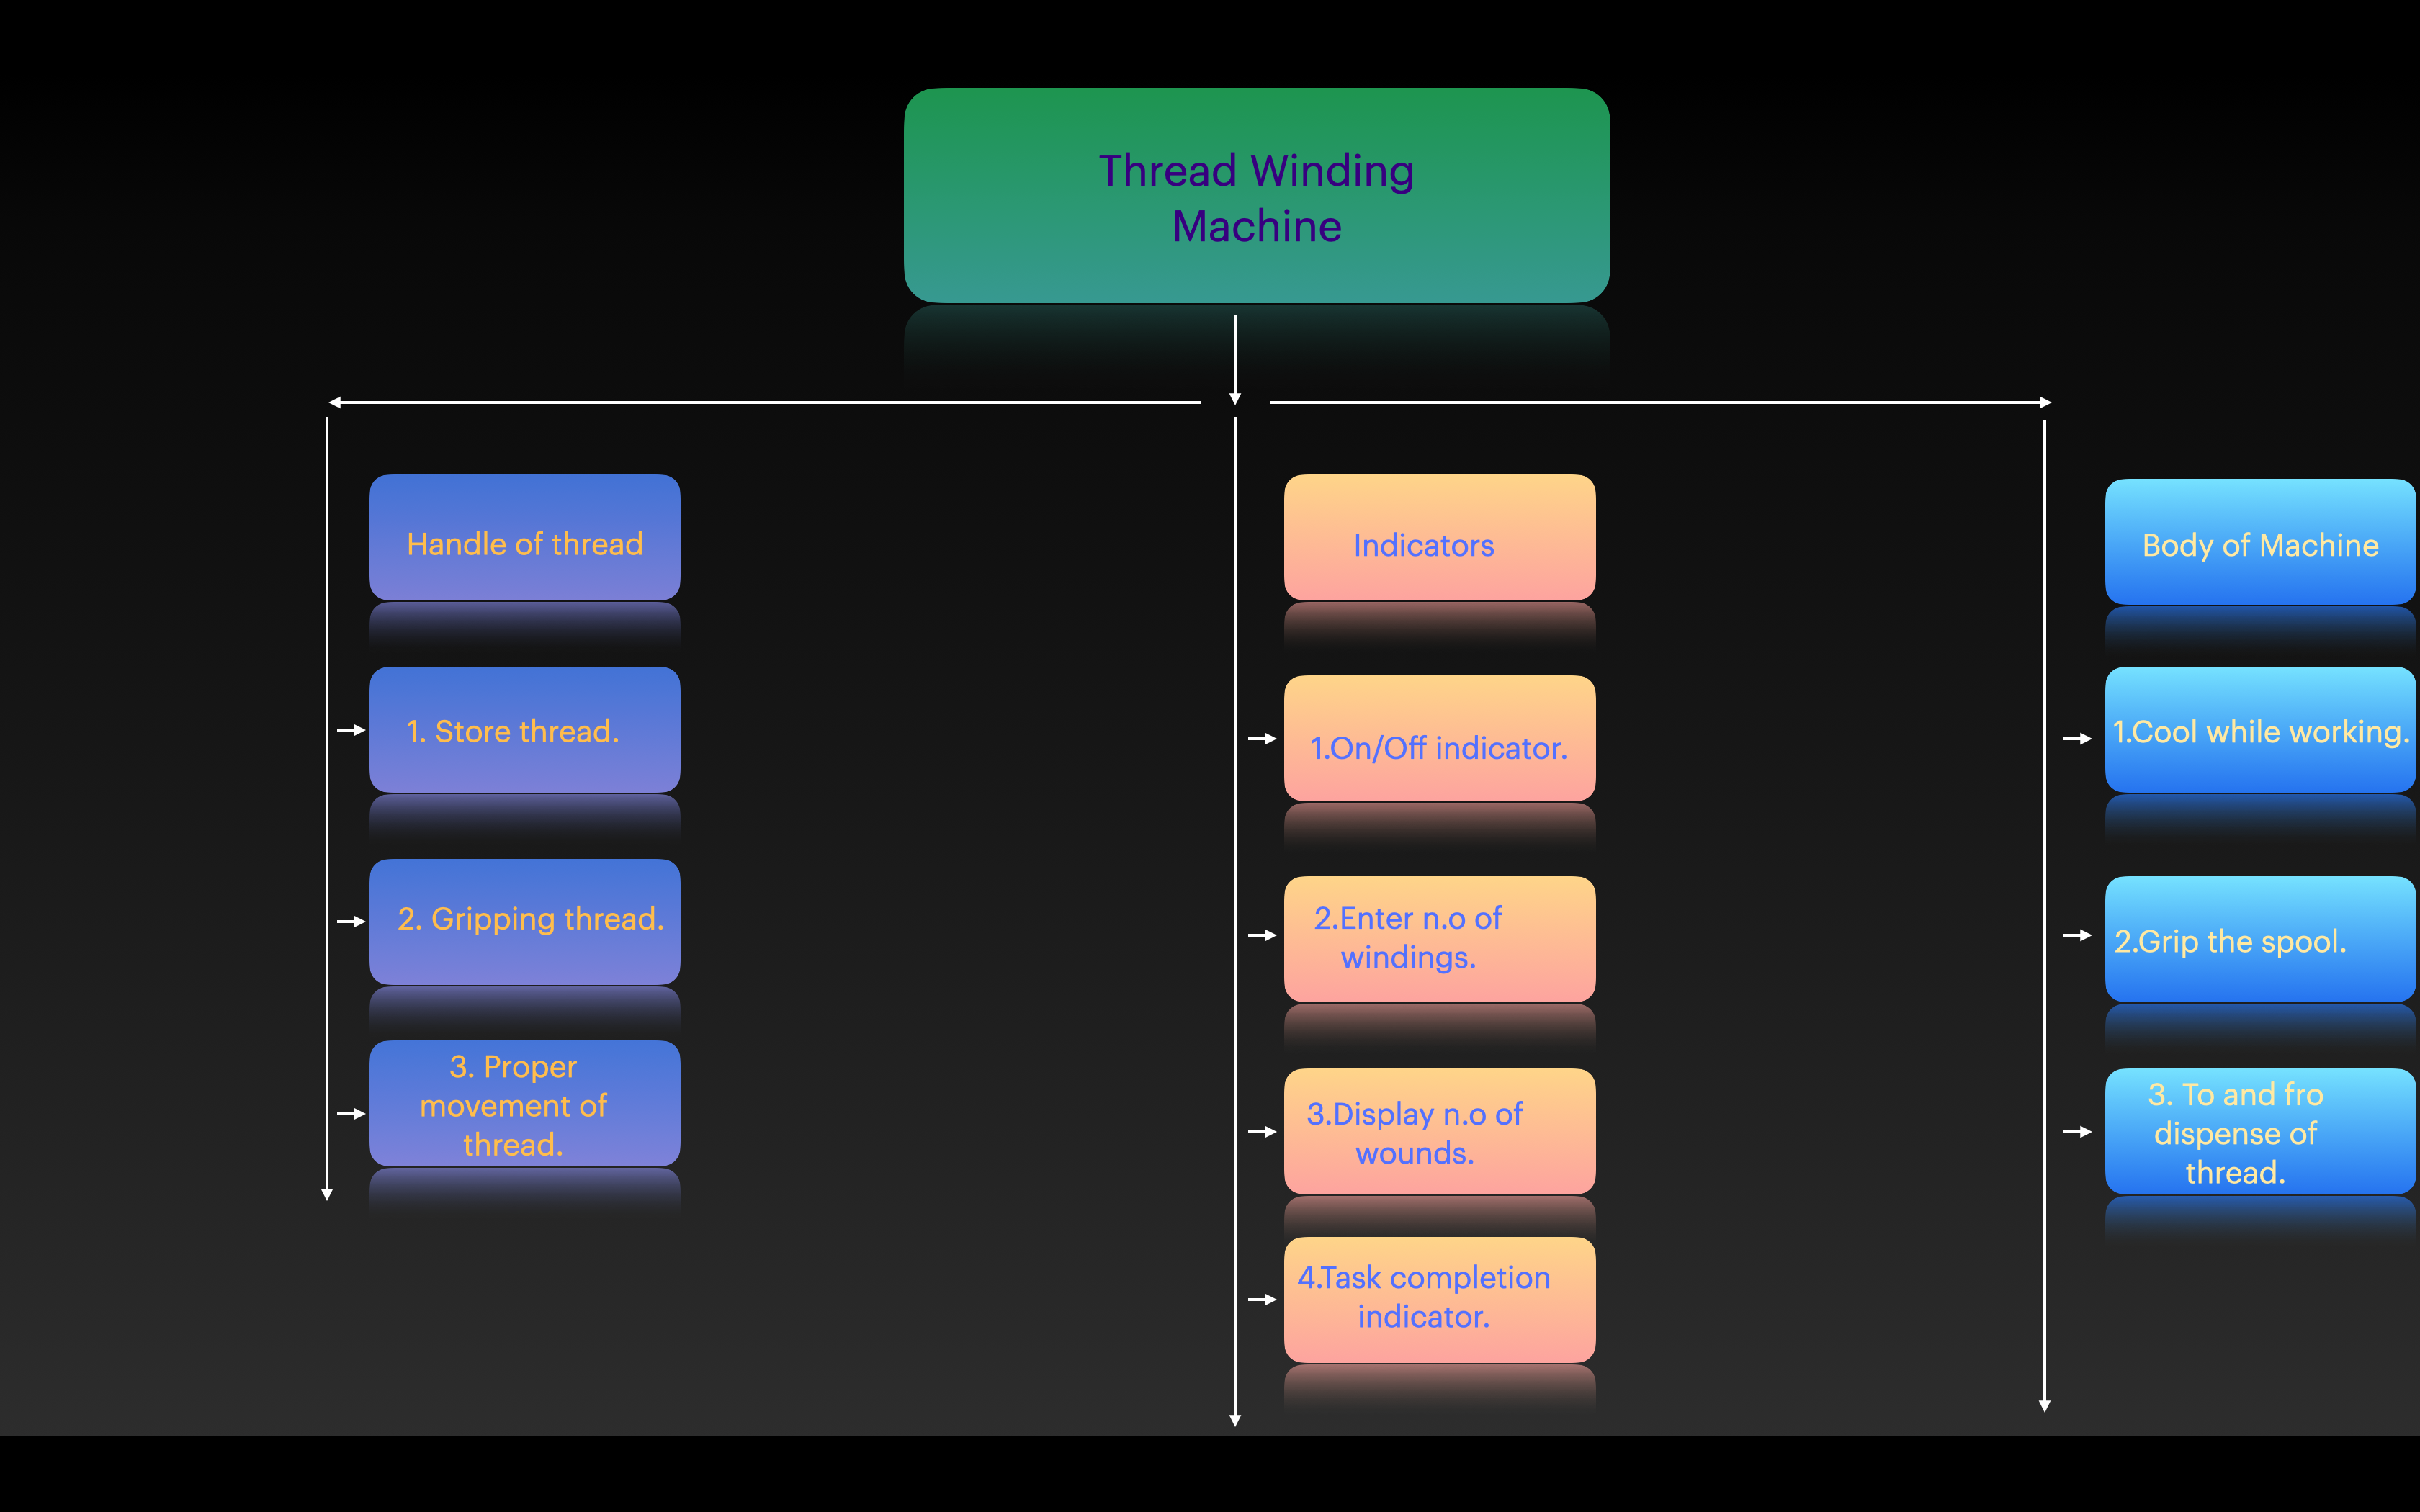 Thread Winding
Machine
Handle of thread
1. Store thread.
2. Gripping thread.
3. Proper
movement of
thread.
Indicators
1.On/Off indicator.
2.Enter n.o of
windings.
3.Display n.o of
wounds.
4.Task completion
indicator.
Body of Machine
1.Cool while working.
2.Grip the spool.
3. To and fro
dispense of
thread.